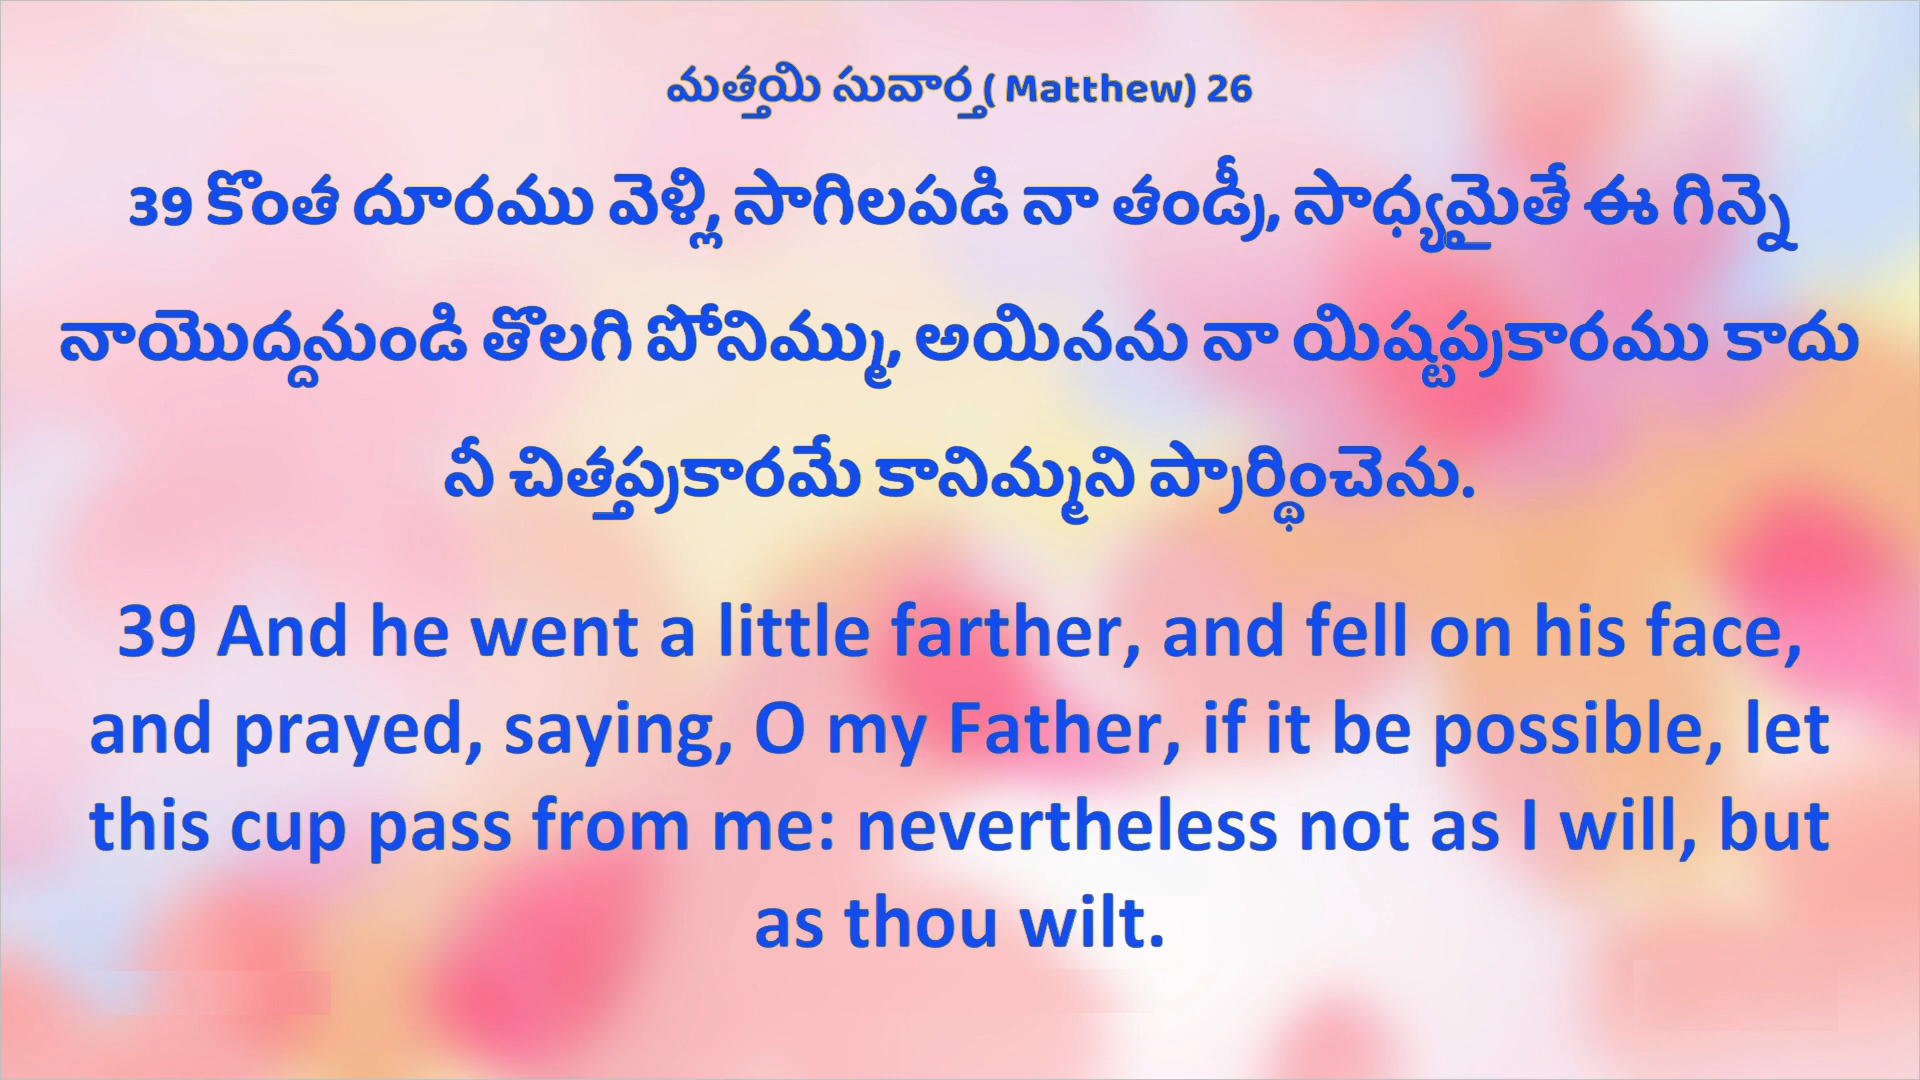 మత్తయి సువార్త ( Matthew) 26
39 కొంత దూరము వెళ్లి, సాగిలపడి నా తండ్రీ, సాధ్యమైతే ఈ గిన్నె
నాయొద్దనుండి తొలగి పోనిమ్ము, అయినను నా యిష్టప్రకారము కాదు
నీ చిత్తప్రకారమే కానిమ్మని ప్రార్థించెను.
39 And he went a little farther, and fell on his face,
and prayed, saying, O my Father, if it be possible, let
this cup pass from me: nevertheless not as I will, but
as thou wilt.